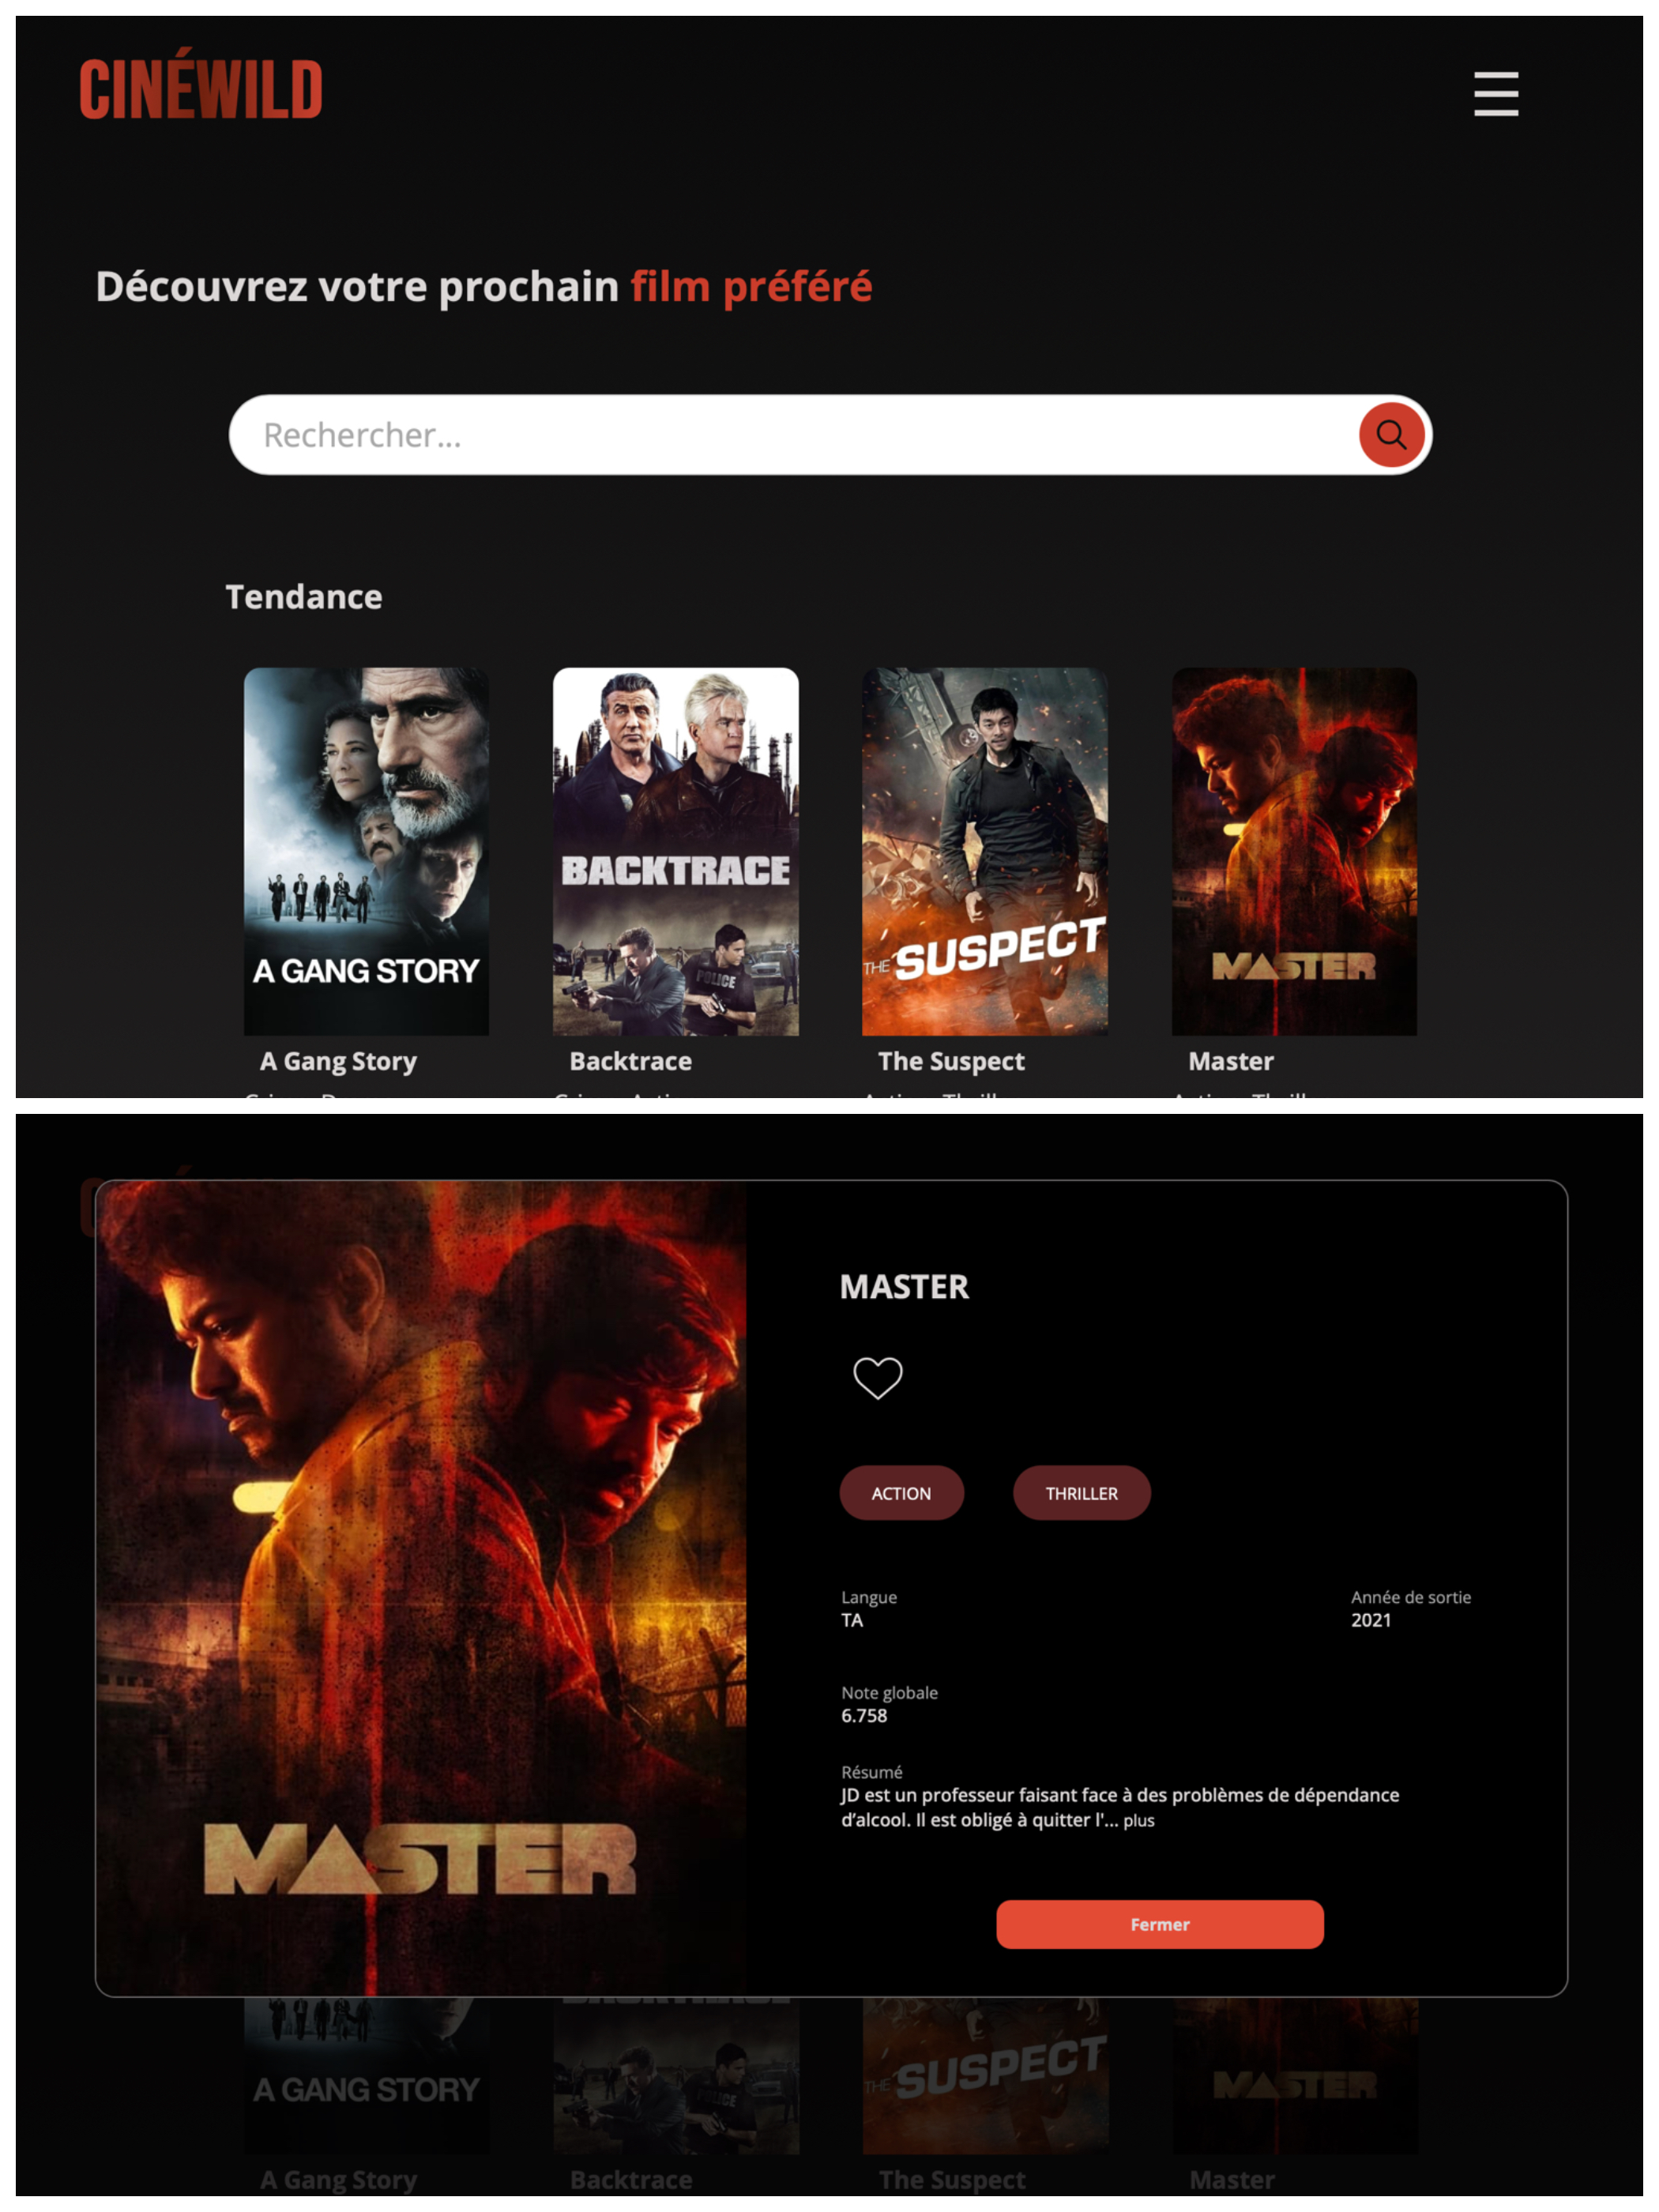 CINÉWILD
Découvrez votre prochain film préféré
Rechercher...
Tendance
A GANG STORY
BACKTRACE
POLICE
THE SUSPECT
MASTER
A Gang Story
Backtrace
The Suspect
Master
MASTER
ACTION
THRILLER
Langue
TA
Année de sortie
2021
Note globale
6.758
Résumé
JD est un professeur faisant face à des problèmes de dépendance
d'alcool. Il est obligé à quitter l'... plus
MASTER
Fermer
A GANG STORY
POLICE
THE SUSPECT
MASTER
A Gang Story
Backtrace
The Suspect
Master